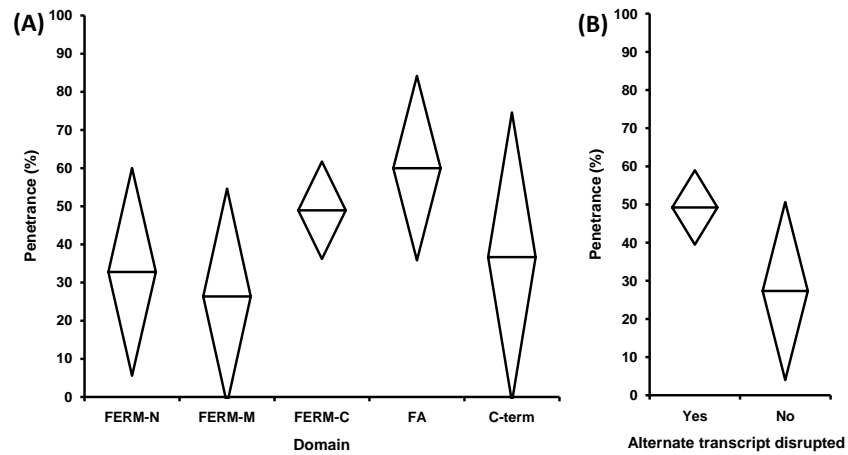 (A)
Penetrance (%)
100
90
80
70
60
50
40
30
20
10
0
FERM-N FERM-M FERM-C FA C-term
Domain
(B)
Penetrance (%)
100
90
80
70
60
50
40
30
20
10
0
Yes No
Alternate transcript disrupted